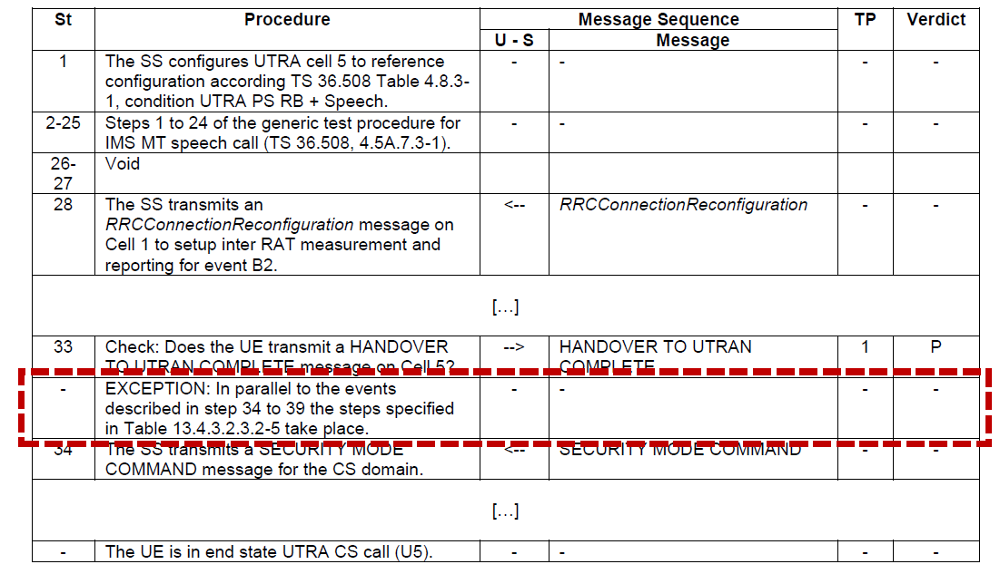 St Procedure Message Sequence TP Verdict
U - S Message
1 The SS configures UTRA cell 5 to reference - - - -
configuration according TS 36.508 Table 4.8.3-
1, condition UTRA PS RB + Speech.
2-25 Steps 1 to 24 of the generic test procedure for - - - -
IMS MT speech call (TS 36.508, 4.5A.7.3-1).
26- Void
27
28 The SS transmits an <-- RRCConnectionReconfiguration - -
RRCConnectionReconfiguration message on
Cell 1 to setup inter RAT measurement and
reporting for event B2.
[...]
33 Check: Does the UE transmit a HANDOVER --> HANDOVER TO UTRAN 1 P
TO UTRAN COMPLETE message on Cell 5? COMPLETE
- EXCEPTION: In parallel to the events - - - -
described in step 34 to 39 the steps specified
in Table 13.4.3.2.3.2-5 take place.
34 The SS transmits a SECURITY MODE <-- SECURITY MODE COMMAND - -
COMMAND message for the CS domain.
[...]
- The UE is in end state UTRA CS call (U5). - - - -